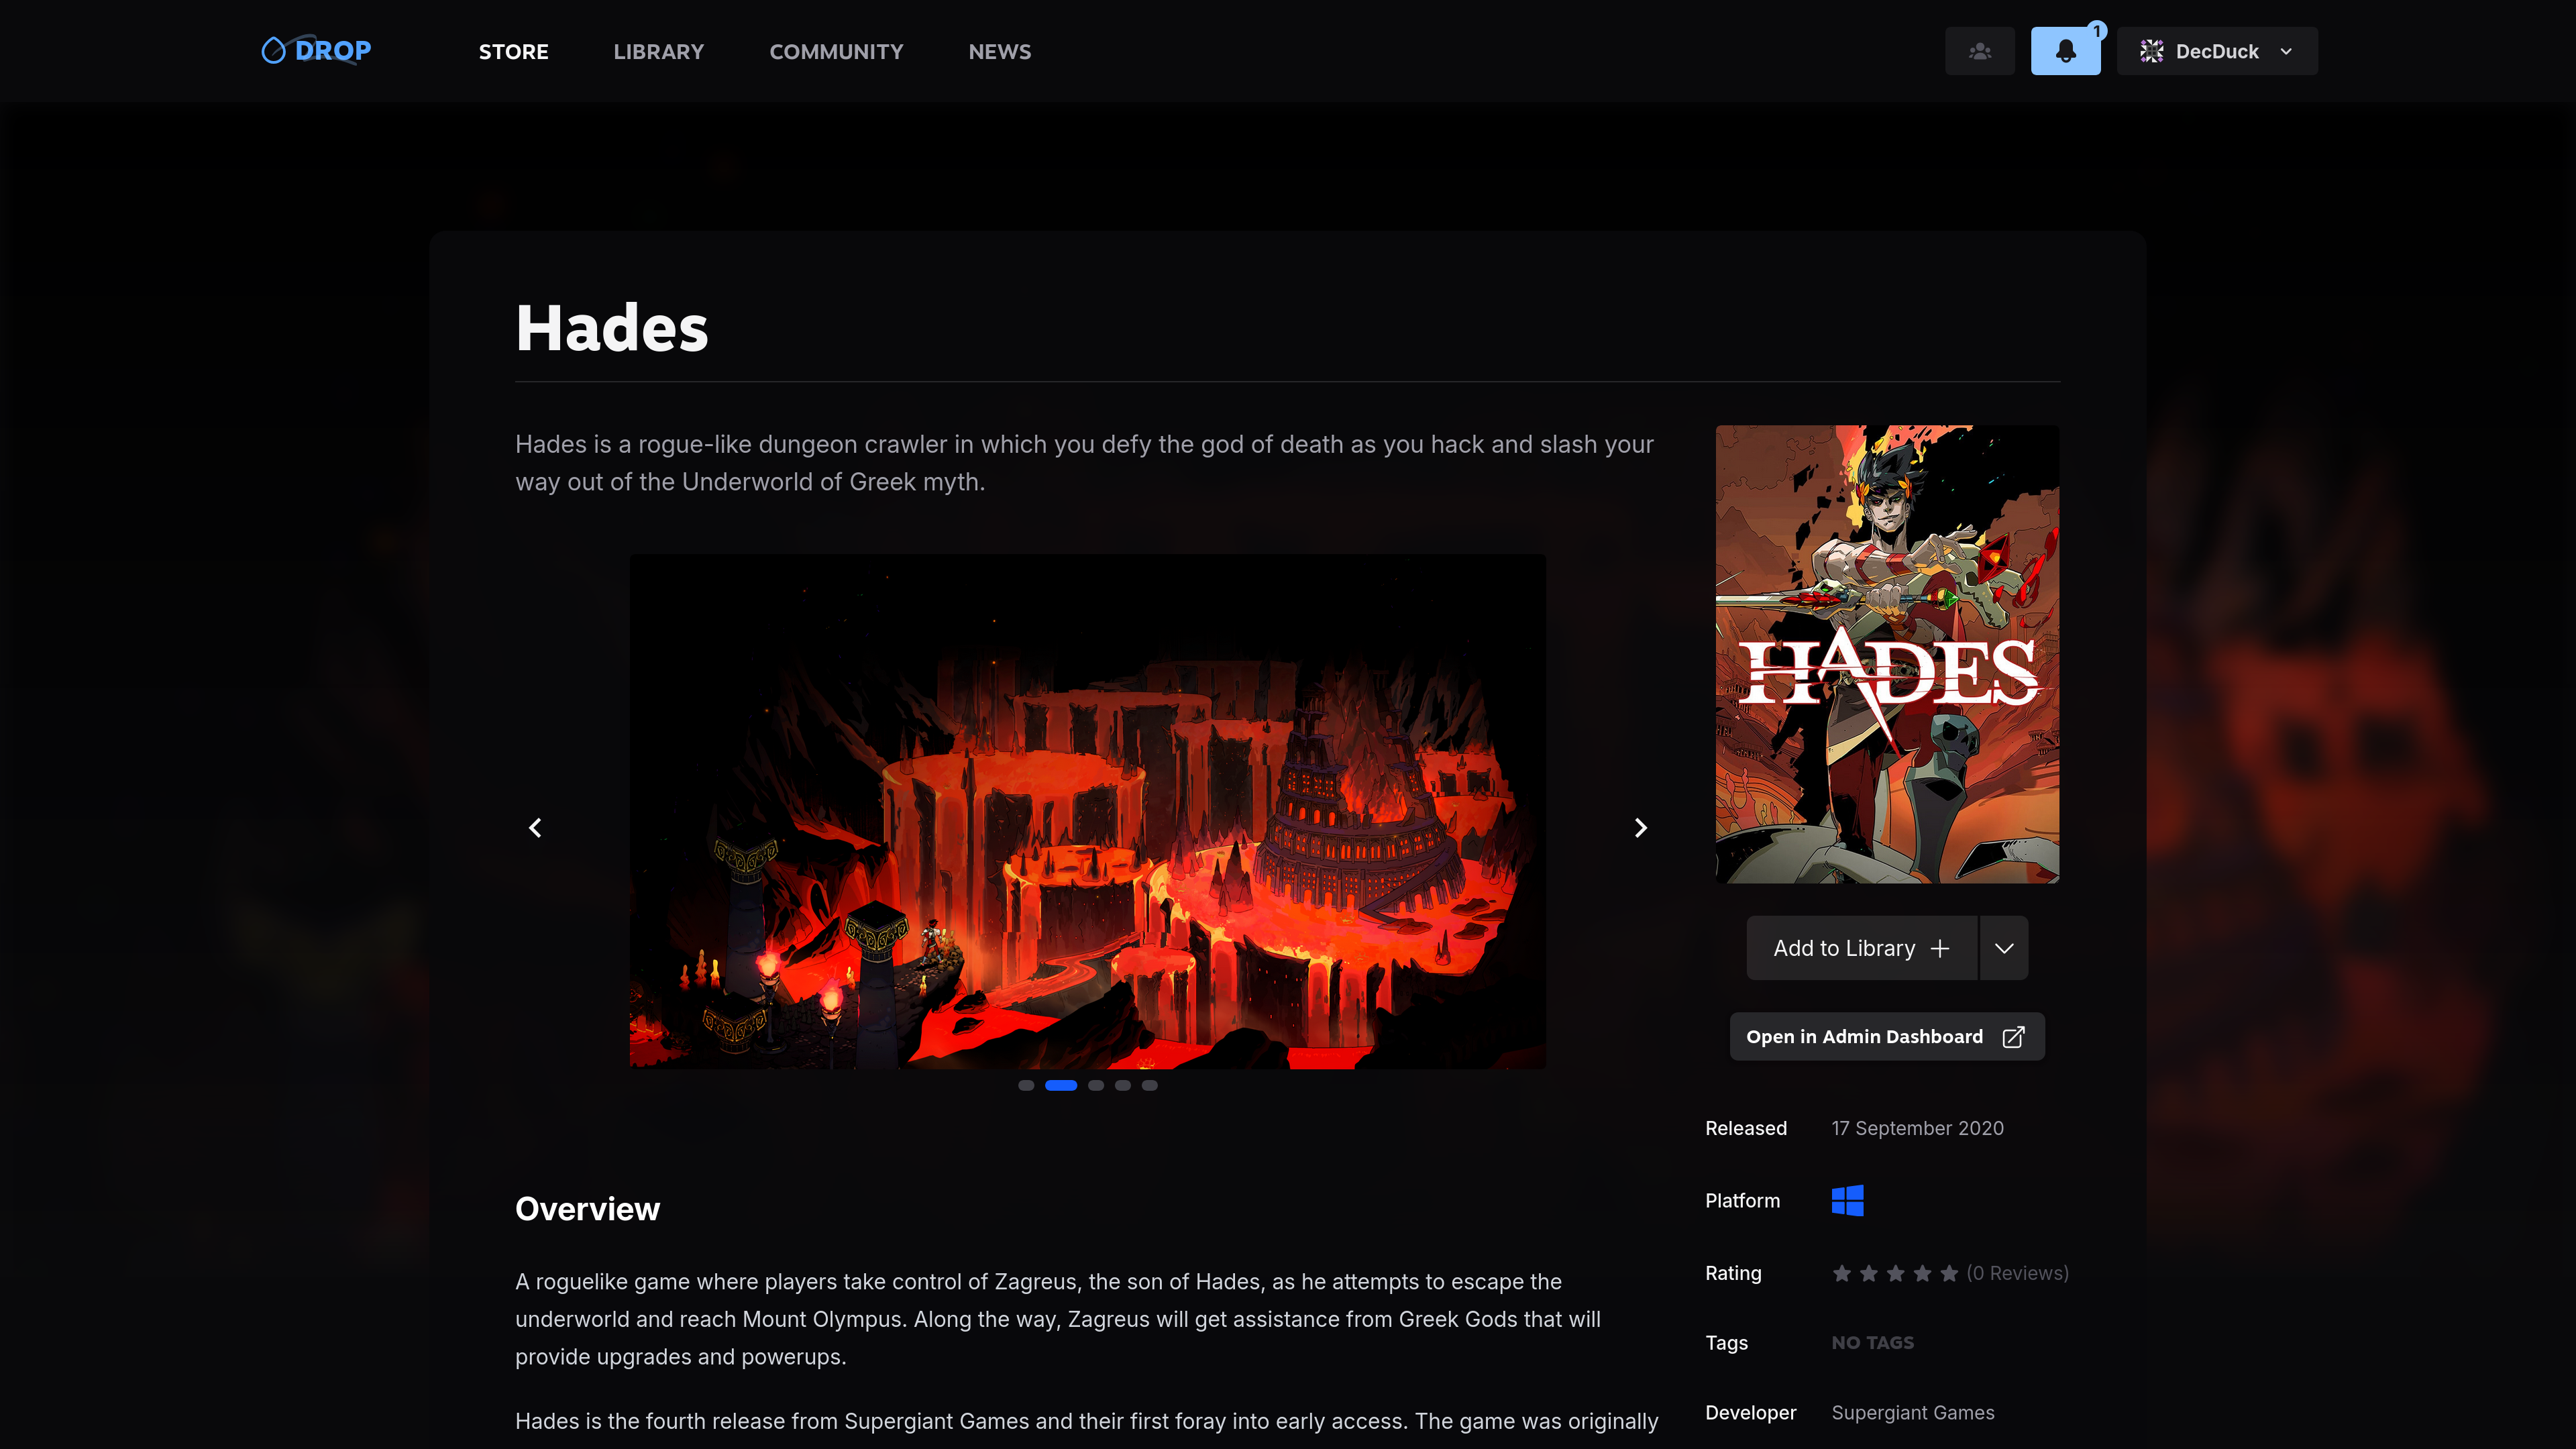 DROP
STORE
LIBRARY
COMMUNITY
NEWS
1
DecDuck
Hades
Hades is a rogue-like dungeon crawler in which you defy the god of death as you hack and slash your
way out of the Underworld of Greek myth.
HADES
Add to Library
Open in Admin Dashboard
Released 17 September 2020
Platform
Rating (0 Reviews)
Tags NO TAGS
Developer Supergiant Games
Overview
A roguelike game where players take control of Zagreus, the son of Hades, as he attempts to escape the
underworld and reach Mount Olympus. Along the way, Zagreus will get assistance from Greek Gods that will
provide upgrades and powerups.
Hades is the fourth release from Supergiant Games and their first foray into early access. The game was originally